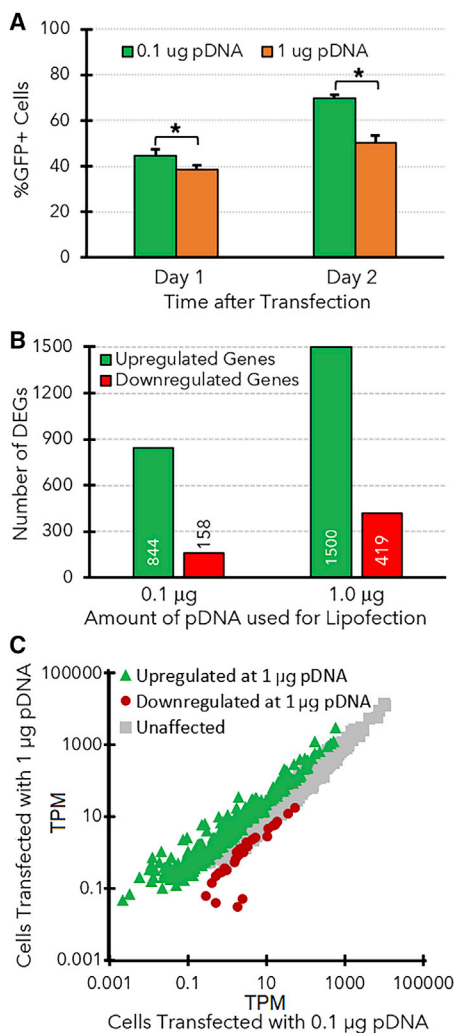 A
100
80
60
40
20
0
%GFP+ Cells
0.1 ug pDNA 1 ug pDNA
*
*
Day 1 Day 2
Time after Transfection
B
1500
1200
900
600
300
0
Number of DEGs
Upregulated Genes
Downregulated Genes
844
158
1500
419
0.1 µg 1.0 µg
Amount of pDNA used for Lipofection
C
100000
1000
10
0.1
0.001
Cells Transfected with 1 µg pDNA
TPM
Upregulated at 1 µg pDNA
Downregulated at 1 µg pDNA
Unaffected
0.001 0.1 10 1000 100000
TPM
Cells Transfected with 0.1 µg pDNA